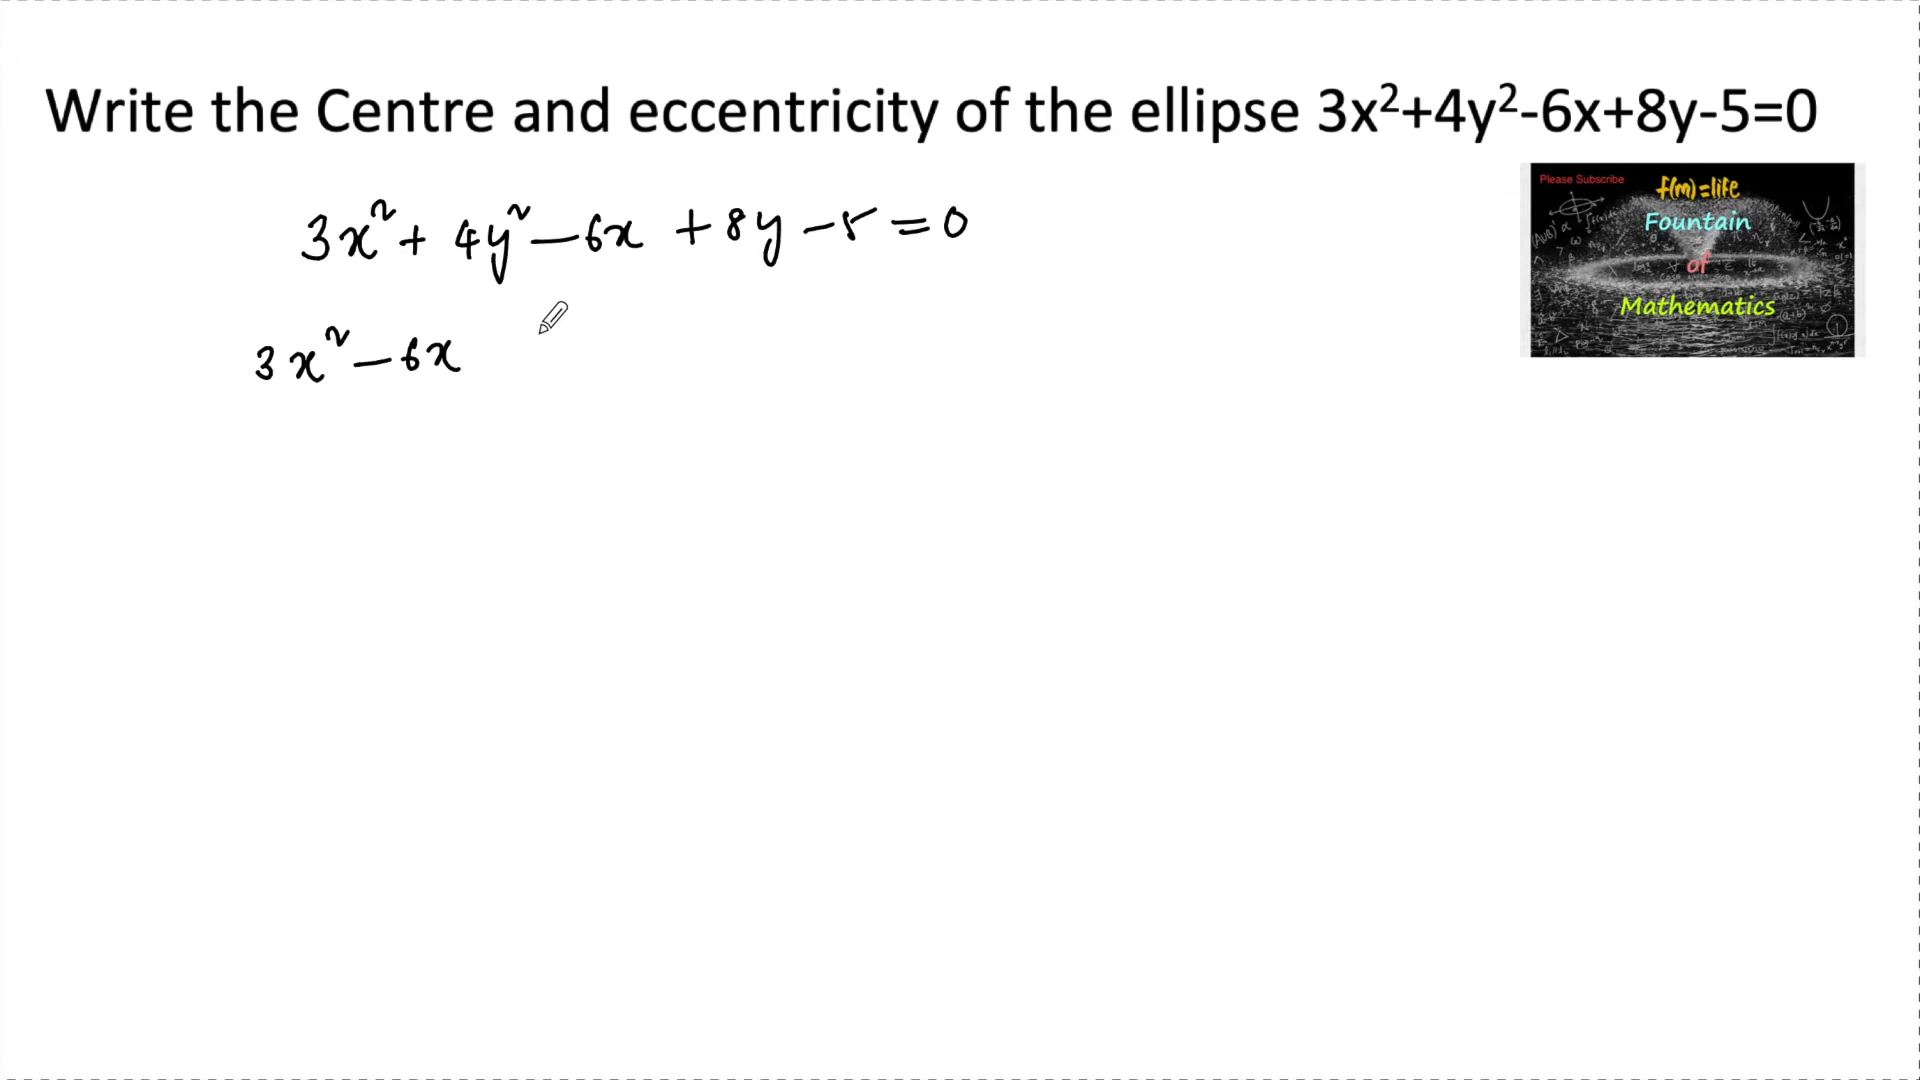 Write the Centre and eccentricity of the ellipse 3x²+4y²-6x+8y-5=0
3x² + 4y² - 6x + 8y - 5 = 0
Please Subscribe
f(m)=life
Fountain
of
Mathematics
3x² - 6x